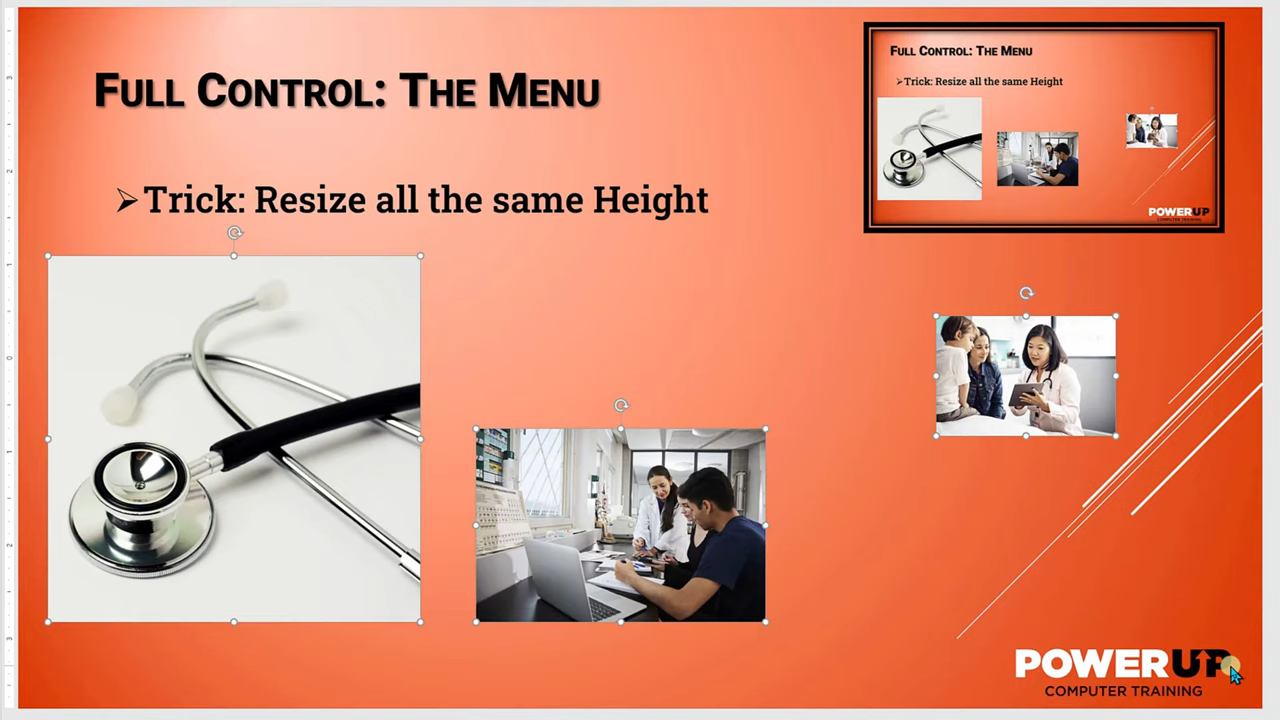 Full Control: The Menu
➢Trick: Resize all the same Height
Full Control: The Menu
➢Trick: Resize all the same Height
POWERUP
COMPUTER TRAINING
POWERUP
COMPUTER TRAINING